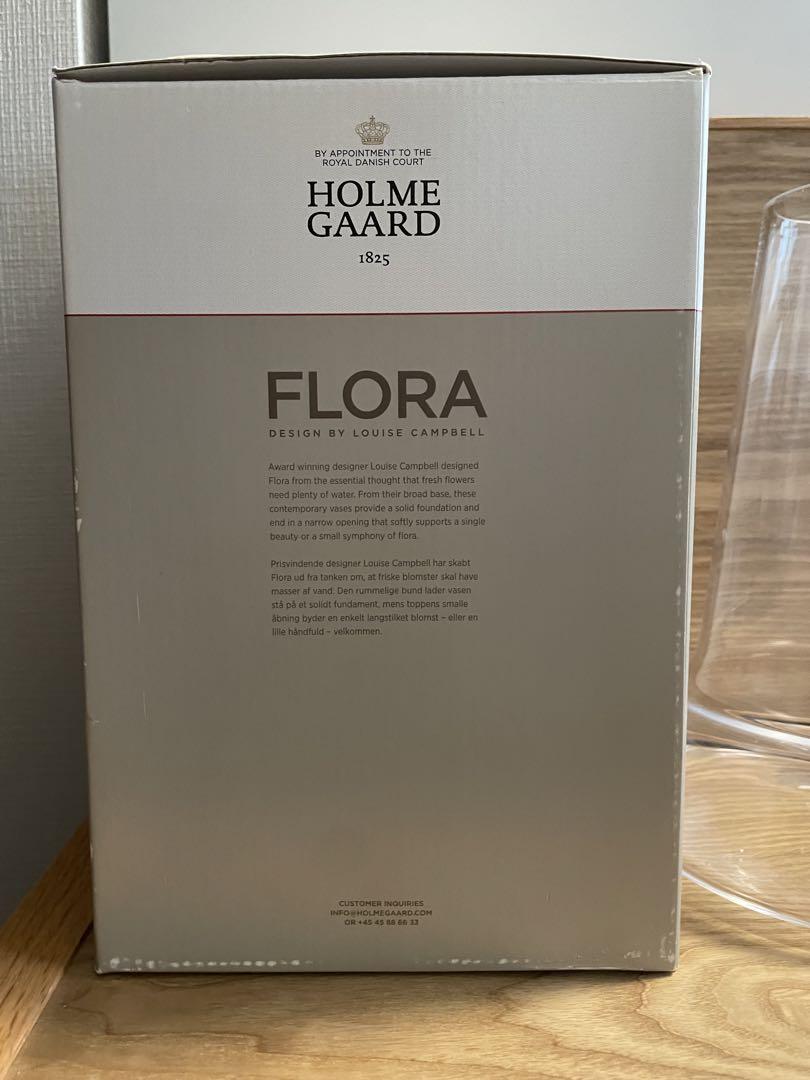 BY APPOINTMENT TO THE
ROYAL DANISH COURT
HOLME
GAARD
1825
FLORA
DESIGN BY LOUISE CAMPBELL
Award winning designer Louise Campbell designed
Flora from the essential thought that fresh flowers
need plenty of water. From their broad base, these
contemporary vases provide a solid foundation and
end in a narrow opening that softly supports a single
beauty or a small symphony of flora.
Prisvindende designer Louise Campbell har skabt
Flora ud fra tanken om, at friske blomster skal have
masser af vand. Den rummelige bund lader vasen
stå på et solidt fundament, mens toppens smalle
åbning byder en enkelt langstilket blomst – eller en
lille håndfuld – velkommen.
CUSTOMER INQUIRIES
INFO@HOLMEGAARD.COM
OR +45 45 88 66 33